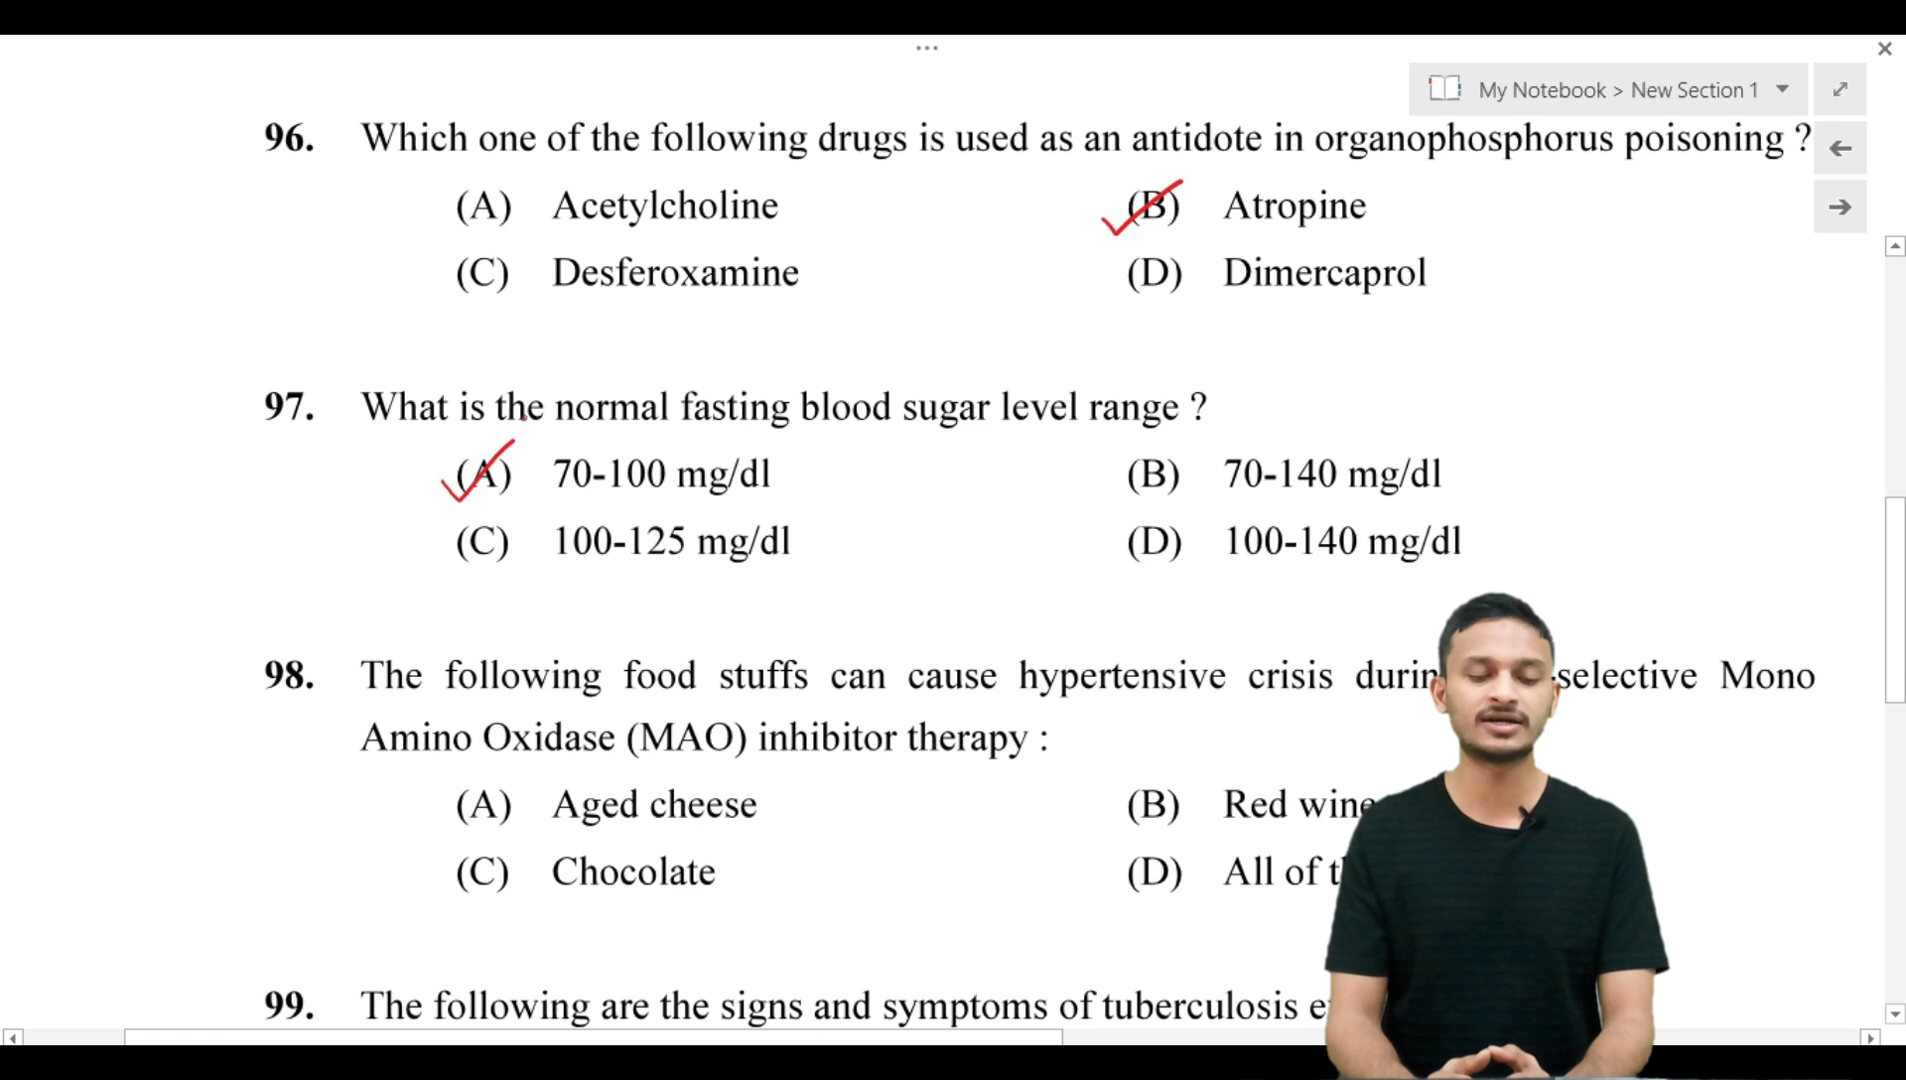 My Notebook > New Section 1
96. Which one of the following drugs is used as an antidote in organophosphorus poisoning ?
(A) Acetylcholine (B) Atropine
(C) Desferoxamine (D) Dimercaprol
97. What is the normal fasting blood sugar level range ?
(A) 70-100 mg/dl (B) 70-140 mg/dl
(C) 100-125 mg/dl (D) 100-140 mg/dl
98. The following food stuffs can cause hypertensive crisis -selective Mono
Amino Oxidase (MAO) inhibitor therapy :
(A) Aged cheese (B) Red wine
(C) Chocolate (D) All of
99. The following are the signs and symptoms of tuberculosis